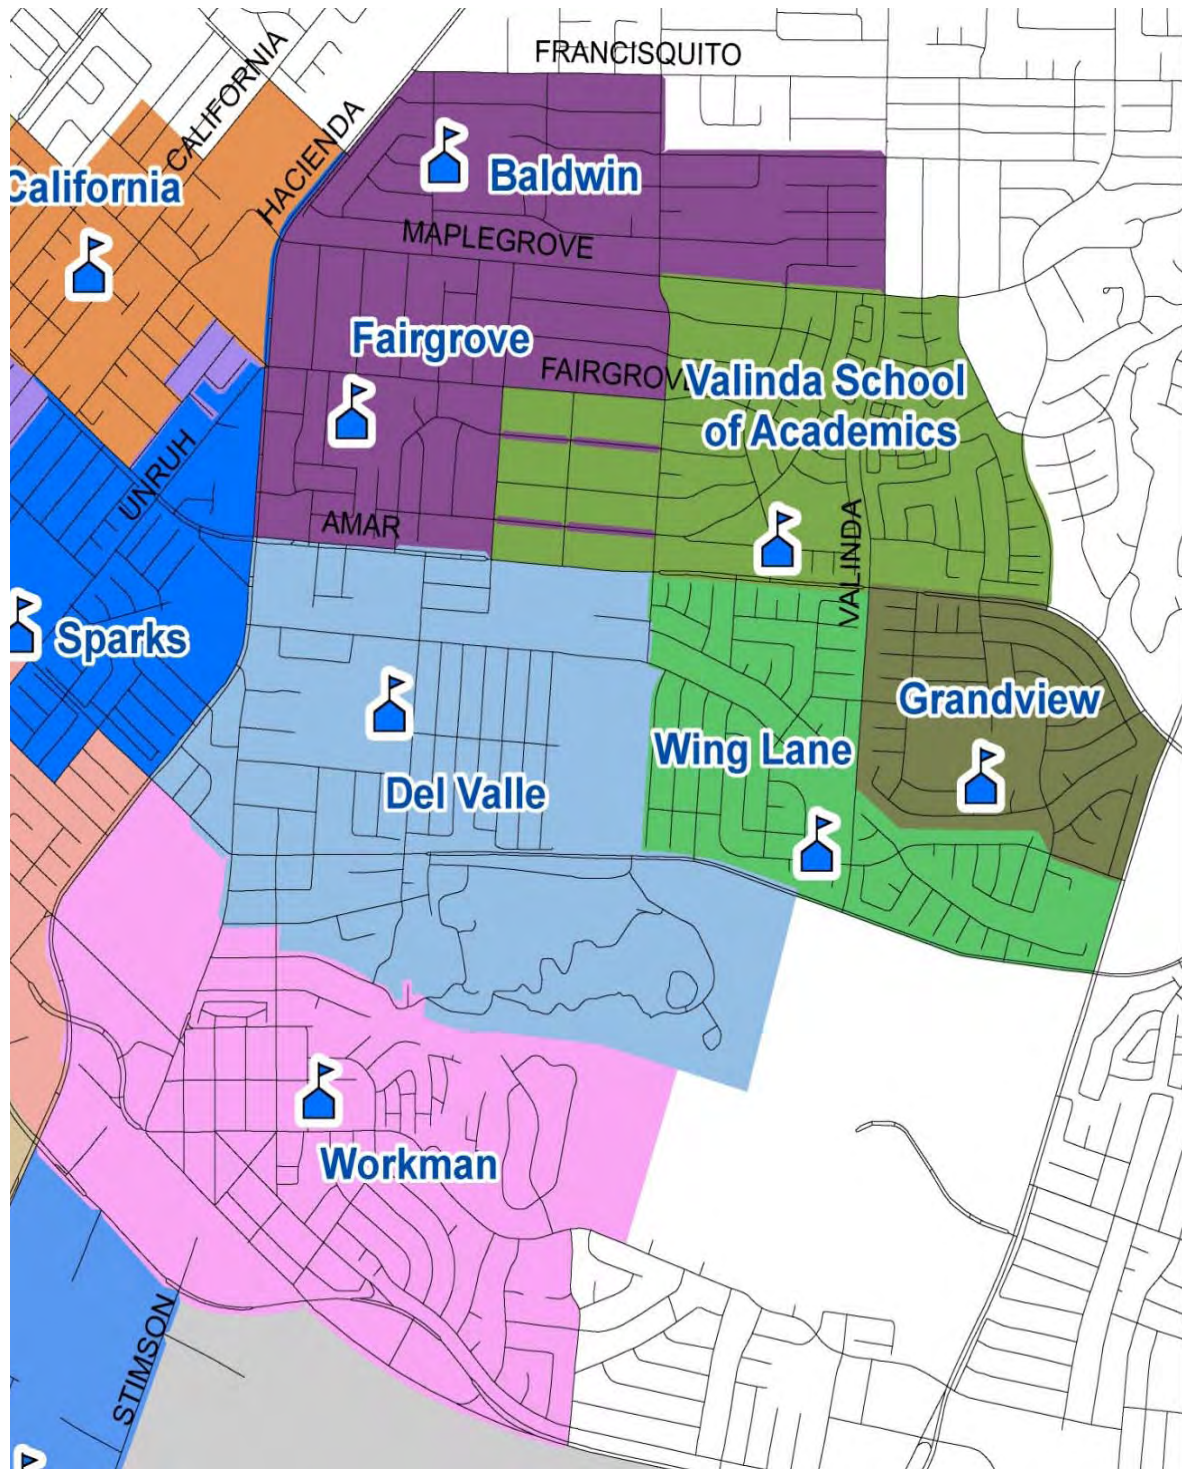 FRANCISQUITO
CALIFORNIA
HACIENDA
Baldwin
California
MAPLEGROVE
Fairgrove
FAIRGROV
Valinda School
of Academics
UNRUH
AMAR
VALINDA
Sparks
Grandview
Wing Lane
Del Valle
Workman
STIMSON